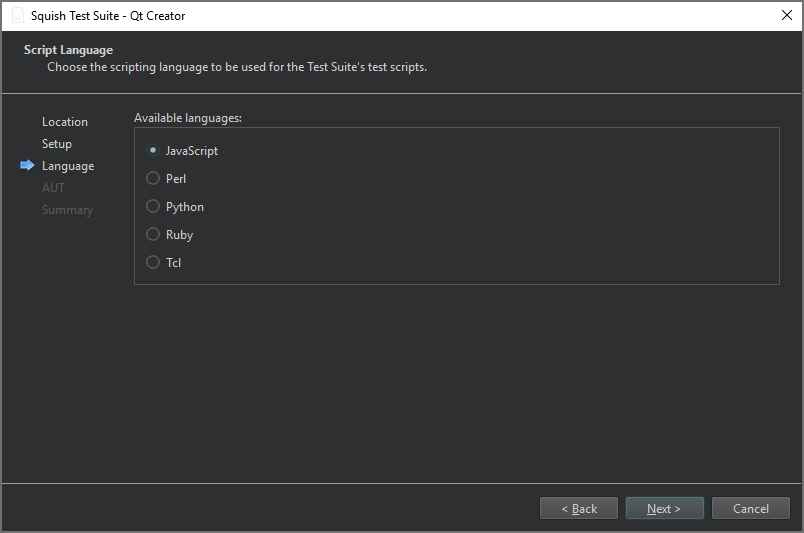 Squish Test Suite - Qt Creator
Script Language
Choose the scripting language to be used for the Test Suite's test scripts.
Location
Setup
Language
AUT
Summary
Available languages:
JavaScript
Perl
Python
Ruby
Tcl
< Back
Next >
Cancel